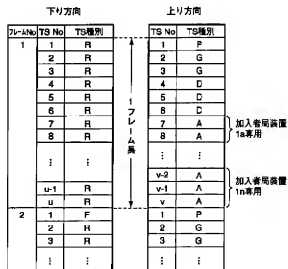 下り方向 上り方向
フレームNo TS No TS種別 TS No TS種別
1 1 R 1 P
2 R 2 G
3 R 3 G
4 R 4 D
5 R 5 D
6 R 6 D
7 R 7 A
8 R 8 A
加入者局装置
1a専用
1フレーム長
⋮ ⋮ ⋮ ⋮
v-2 A
u-1 R v-1 A
u R v A
加入者局装置
1n専用
2 1 F 1 P
2 R 2 G
3 R 3 G
⋮ ⋮ ⋮ ⋮